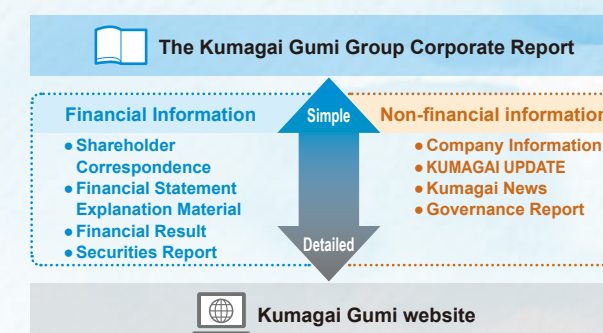 The Kumagai Gumi Group Corporate Report
Financial Information
● Shareholder
Correspondence
● Financial Statement
Explanation Material
● Financial Result
● Securities Report
Simple
Detailed
Non-financial information
● Company Information
● KUMAGAI UPDATE
● Kumagai News
● Governance Report
Kumagai Gumi website